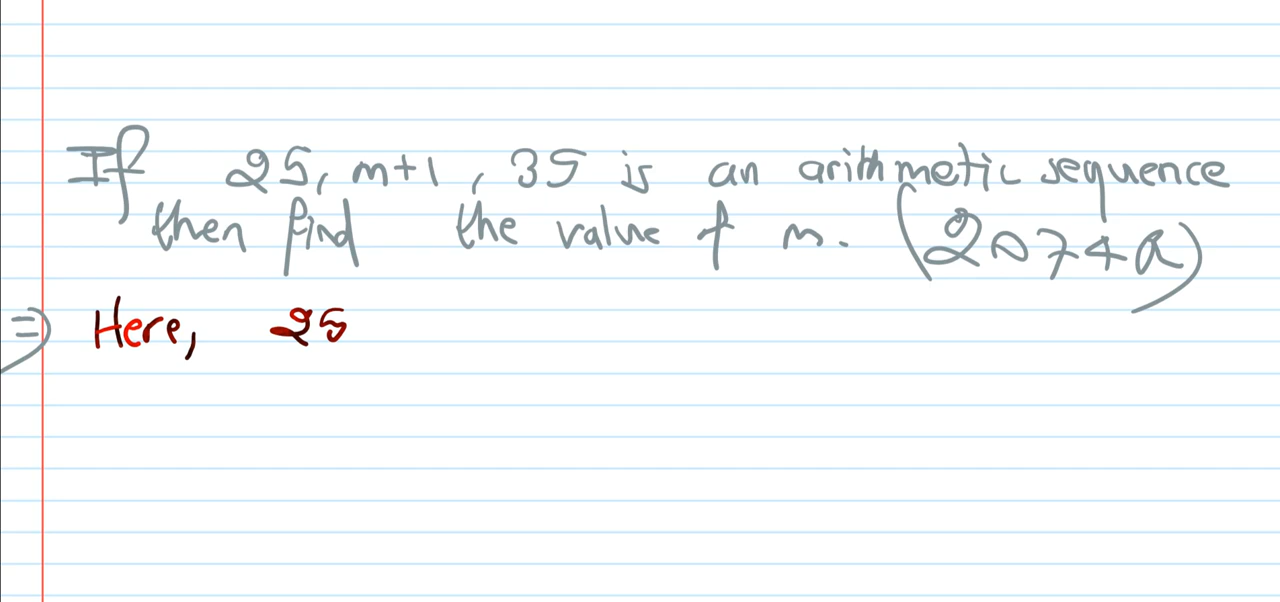 If 25, m+1, 35 is an arithmetic sequence
then find the value of m. (2074 Q)
⇒ Here, 25